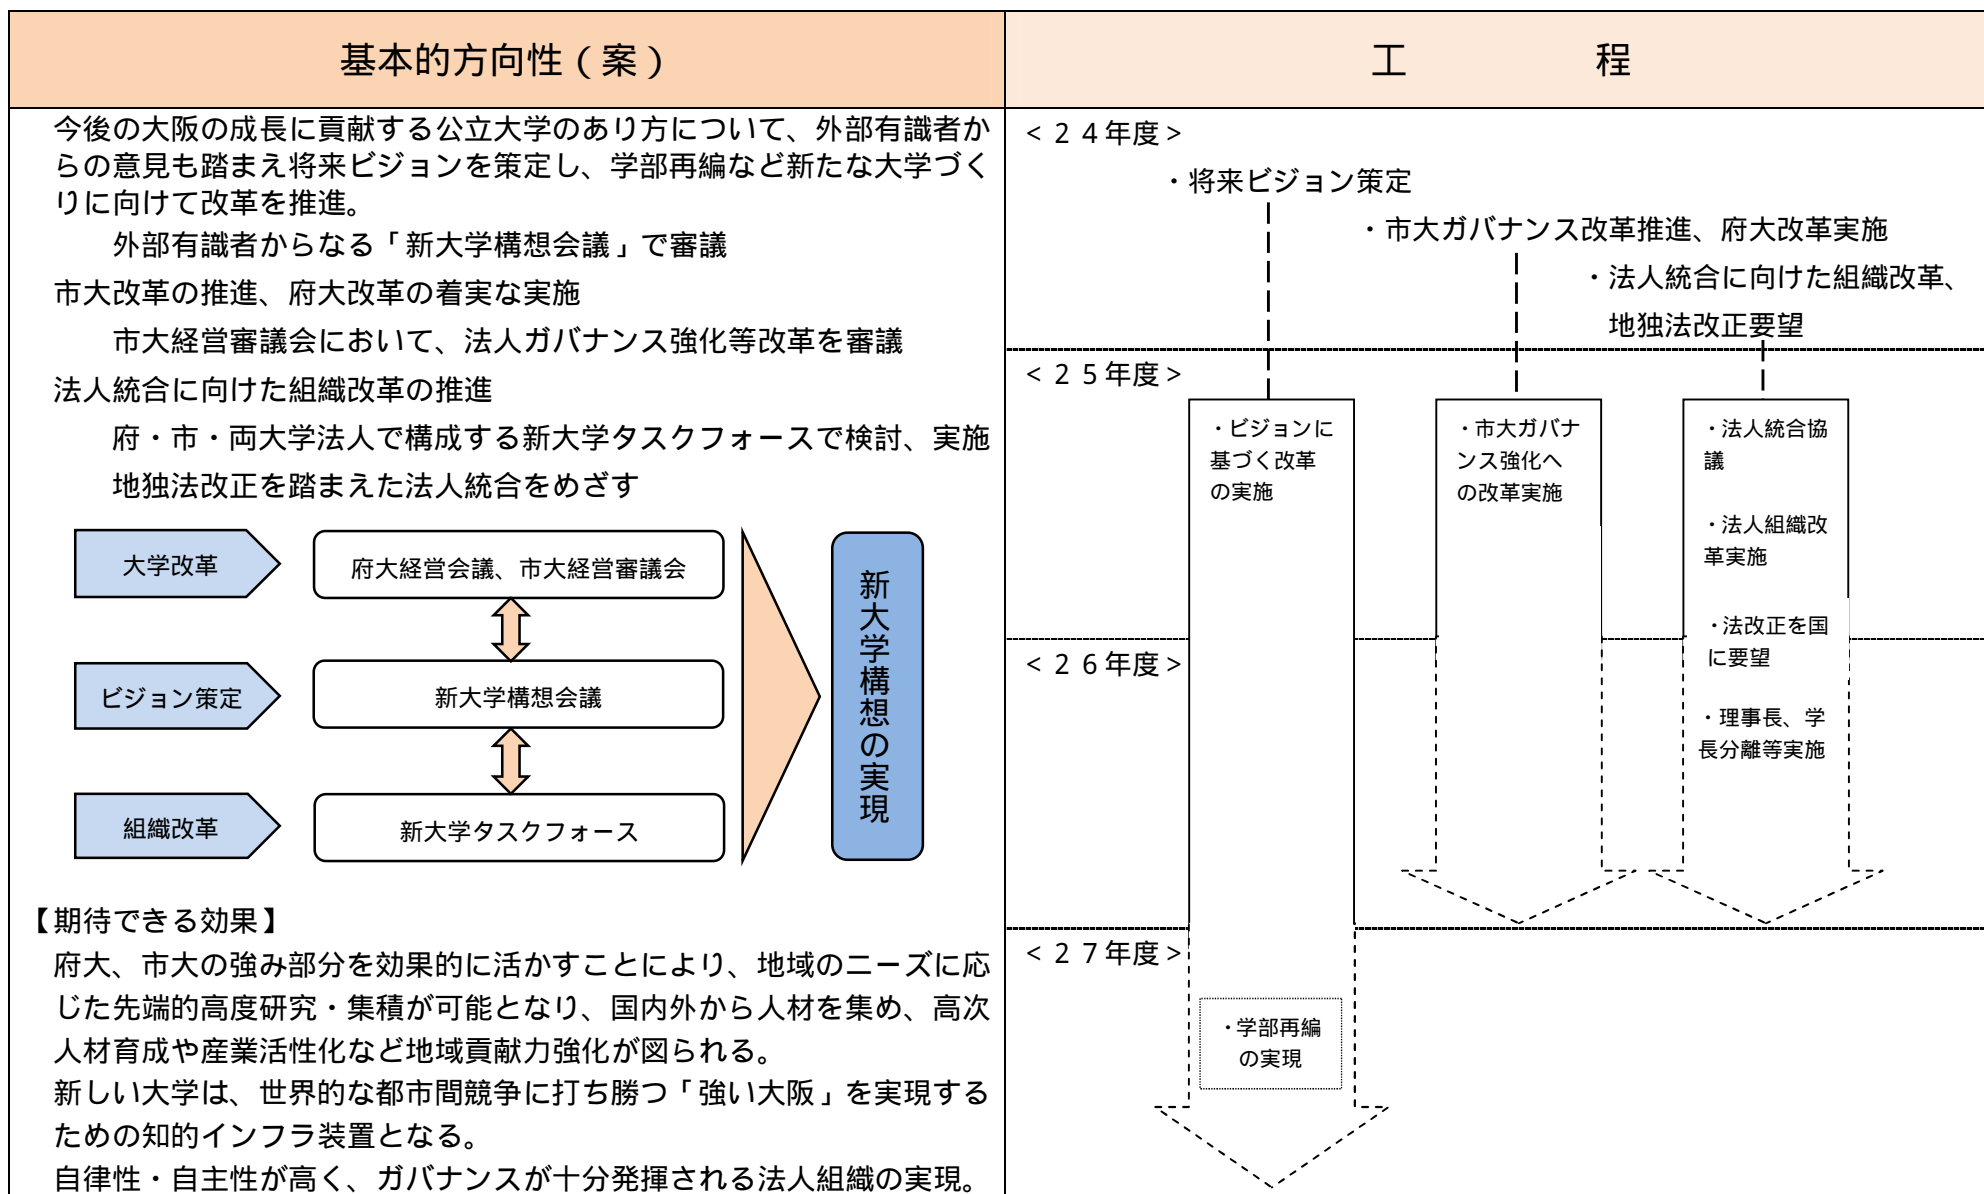 基本的方向性（案）
今後の大阪の成長に貢献する公立大学のあり方について、外部有識者か
らの意見も踏まえ将来ビジョンを策定し、学部再編など新たな大学づく
りに向けて改革を推進。
外部有識者からなる「新大学構想会議」で審議
市大改革の推進、府大改革の着実な実施
市大経営審議会において、法人ガバナンス強化等改革を審議
法人統合に向けた組織改革の推進
府・市・両大学法人で構成する新大学タスクフォースで検討、実施
地独法改正を踏まえた法人統合をめざす
大学改革
府大経営会議、市大経営審議会
ビジョン策定
新大学構想会議
組織改革
新大学タスクフォース
新大学構想の実現
【期待できる効果】
府大、市大の強み部分を効果的に活かすことにより、地域のニーズに応
じた先端的高度研究・集積が可能となり、国内外から人材を集め、高次
人材育成や産業活性化など地域貢献力強化が図られる。
新しい大学は、世界的な都市間競争に打ち勝つ「強い大阪」を実現する
ための知的インフラ装置となる。
自律性・自主性が高く、ガバナンスが十分発揮される法人組織の実現。
工　程
＜２４年度＞
・将来ビジョン策定
・市大ガバナンス改革推進、府大改革実施
・法人統合に向けた組織改革、
地独法改正要望
＜２５年度＞
・ビジョンに
基づく改革
の実施
・市大ガバナ
ンス強化へ
の改革実施
・法人統合協
議
・法人組織改
革実施
・法改正を国
に要望
＜２６年度＞
・理事長、学
長分離等実施
＜２７年度＞
・学部再編
の実現